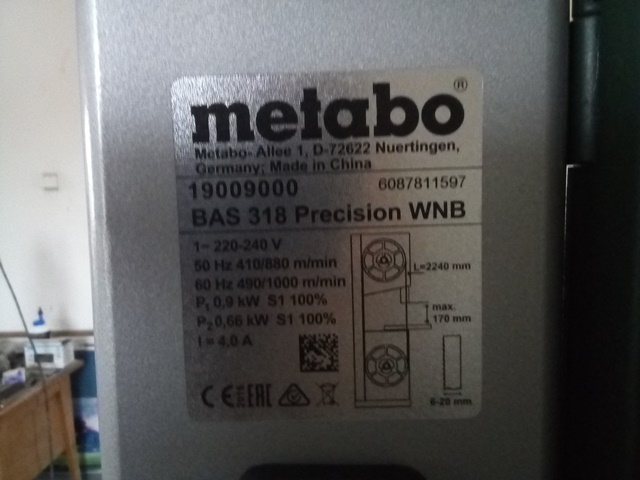 metabo®
Metabo-Allee 1, D-72622 Nuertingen,
Germany; Made in China
19009000 6087811597
BAS 318 Precision WNB
1~ 220-240 V
50 Hz 410/880 m/min
60 Hz 490/1000 m/min
P1 0,9 kW S1 100%
P2 0,66 kW S1 100%
I = 4,0 A
L=2240 mm
max.
170 mm
6-20 mm
CE EAC